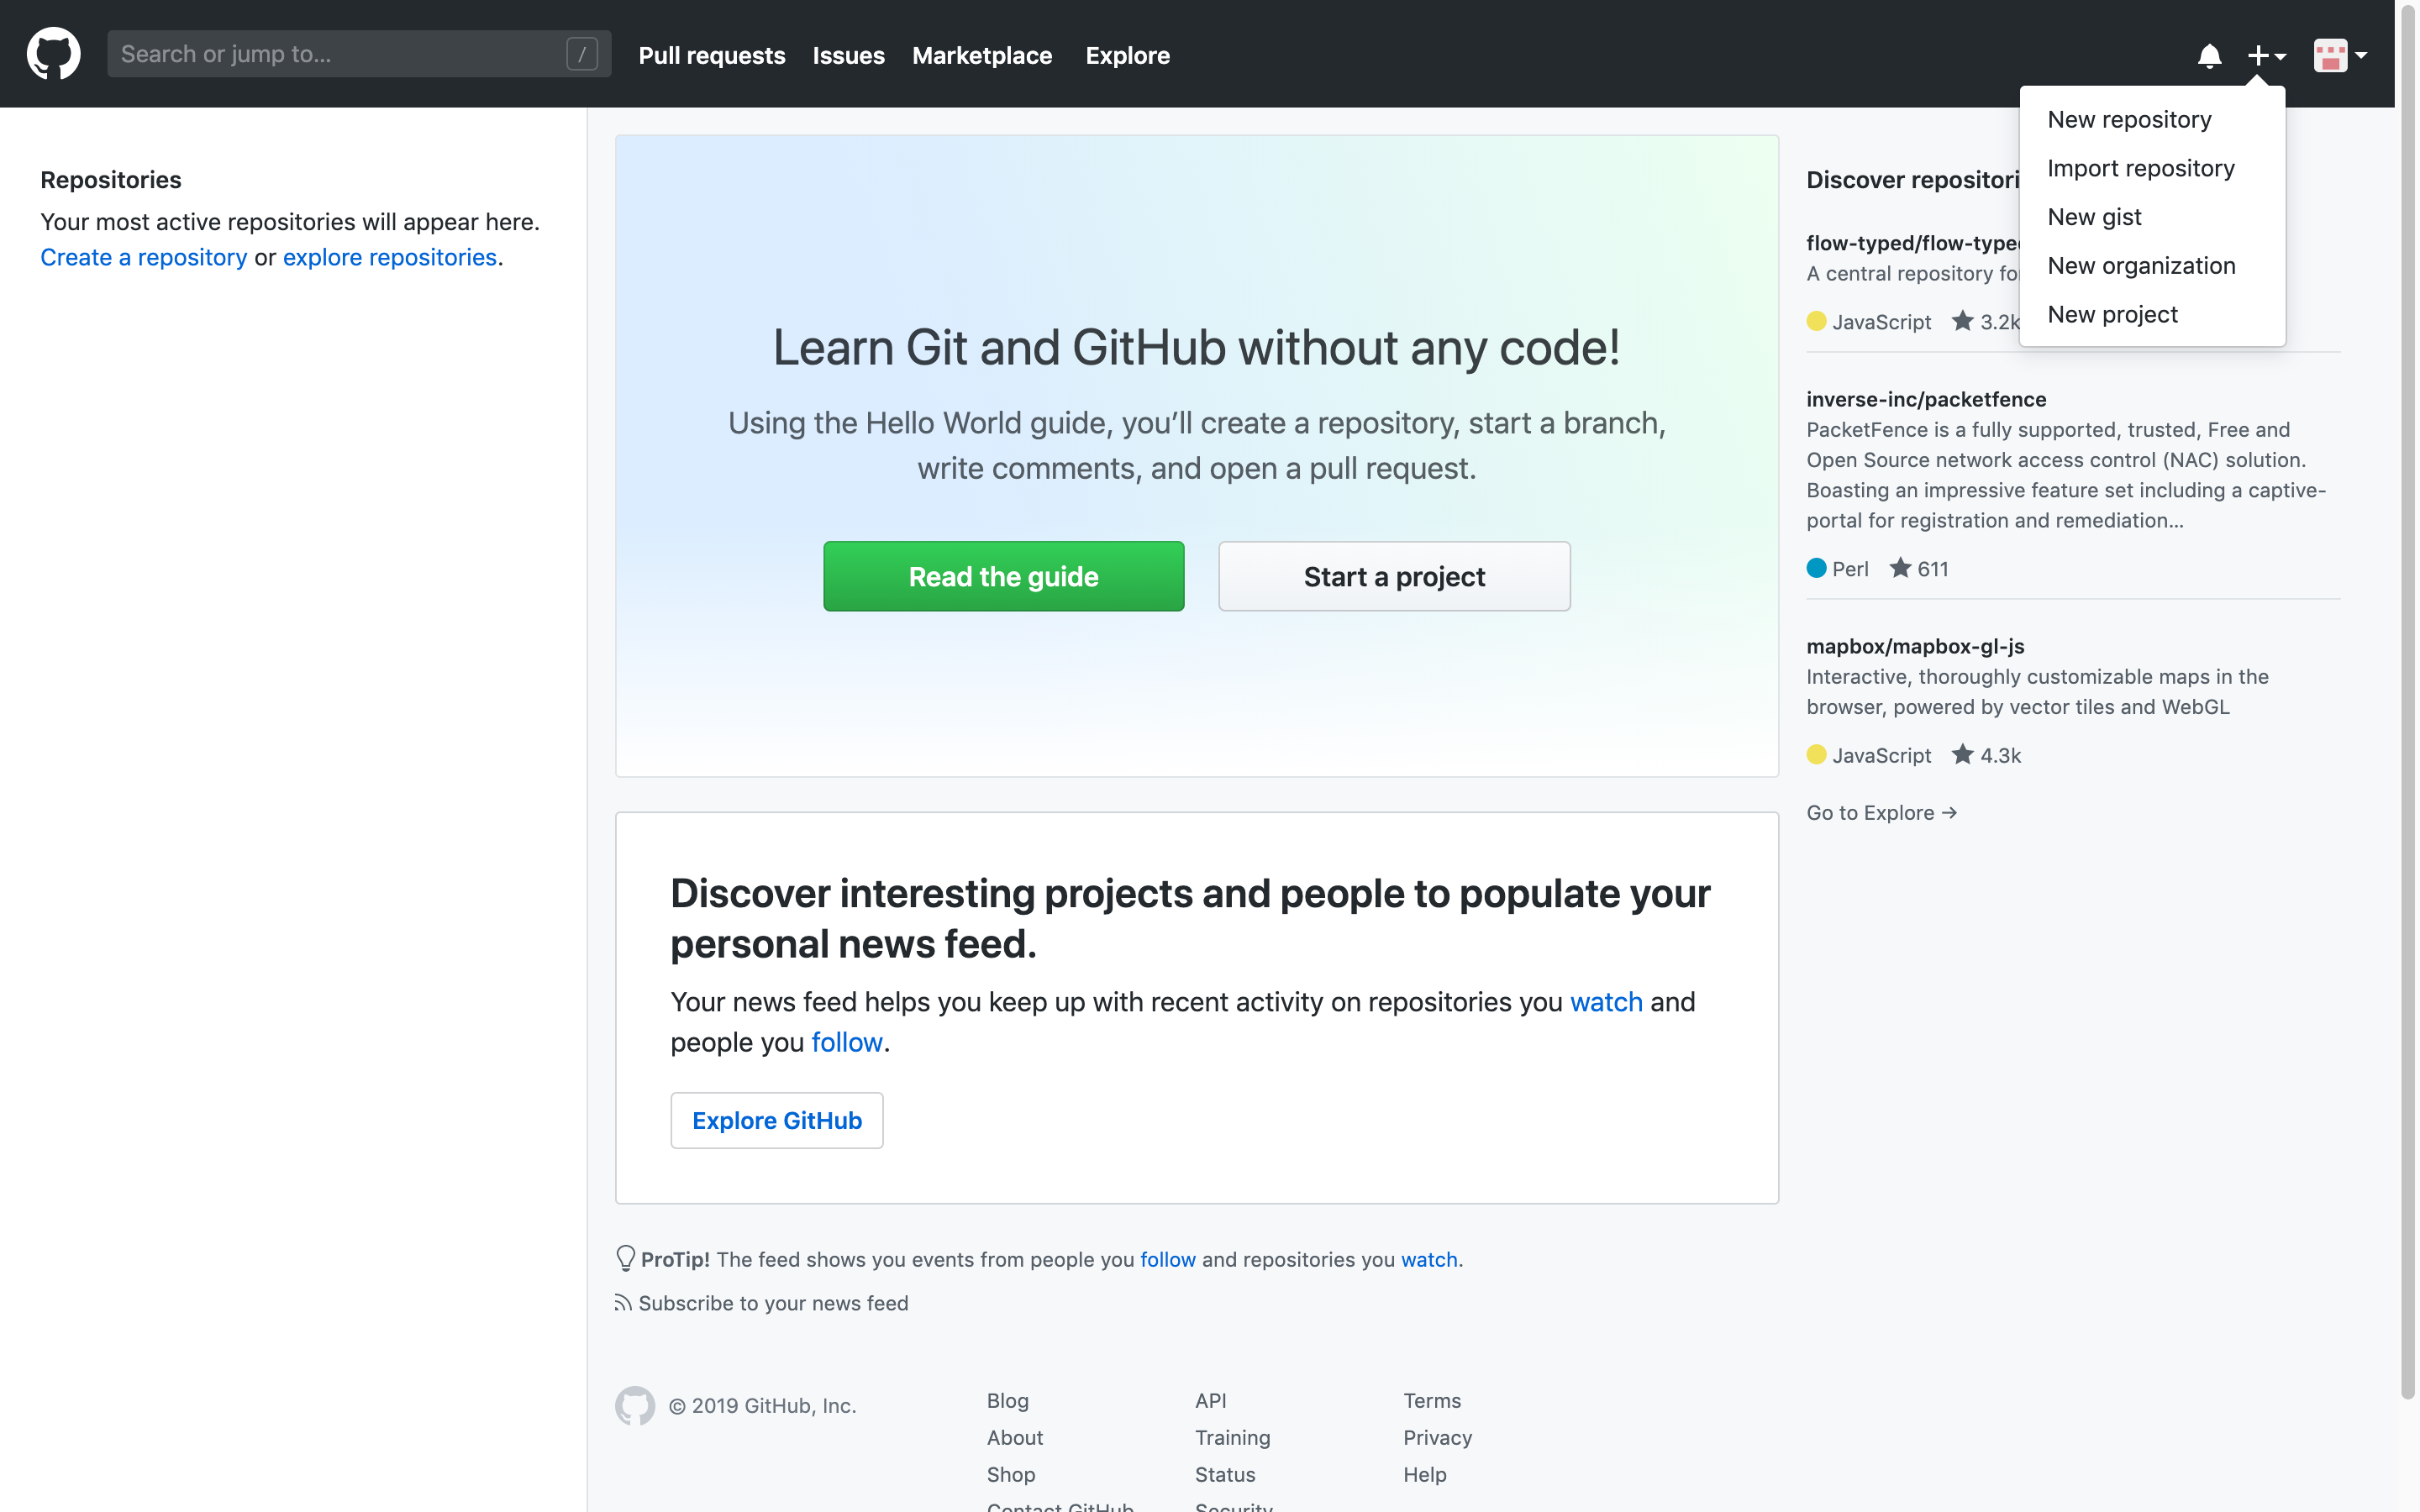 Search or jump to...
/
Pull requests
Issues
Marketplace
Explore
New repository
Import repository
New gist
New organization
New project
Repositories
Your most active repositories will appear here.
Create a repository or explore repositories.
Learn Git and GitHub without any code!
Using the Hello World guide, you’ll create a repository, start a branch,
write comments, and open a pull request.
Read the guide
Start a project
Discover interesting projects and people to populate your
personal news feed.
Your news feed helps you keep up with recent activity on repositories you watch and
people you follow.
Explore GitHub
ProTip! The feed shows you events from people you follow and repositories you watch.
Subscribe to your news feed
Discover repositori
flow-typed/flow-type
A central repository fo
JavaScript 3.2k
inverse-inc/packetfence
PacketFence is a fully supported, trusted, Free and
Open Source network access control (NAC) solution.
Boasting an impressive feature set including a captive-
portal for registration and remediation...
Perl 611
mapbox/mapbox-gl-js
Interactive, thoroughly customizable maps in the
browser, powered by vector tiles and WebGL
JavaScript 4.3k
Go to Explore →
© 2019 GitHub, Inc.
Blog
About
Shop
Contact GitHub
API
Training
Status
Security
Terms
Privacy
Help